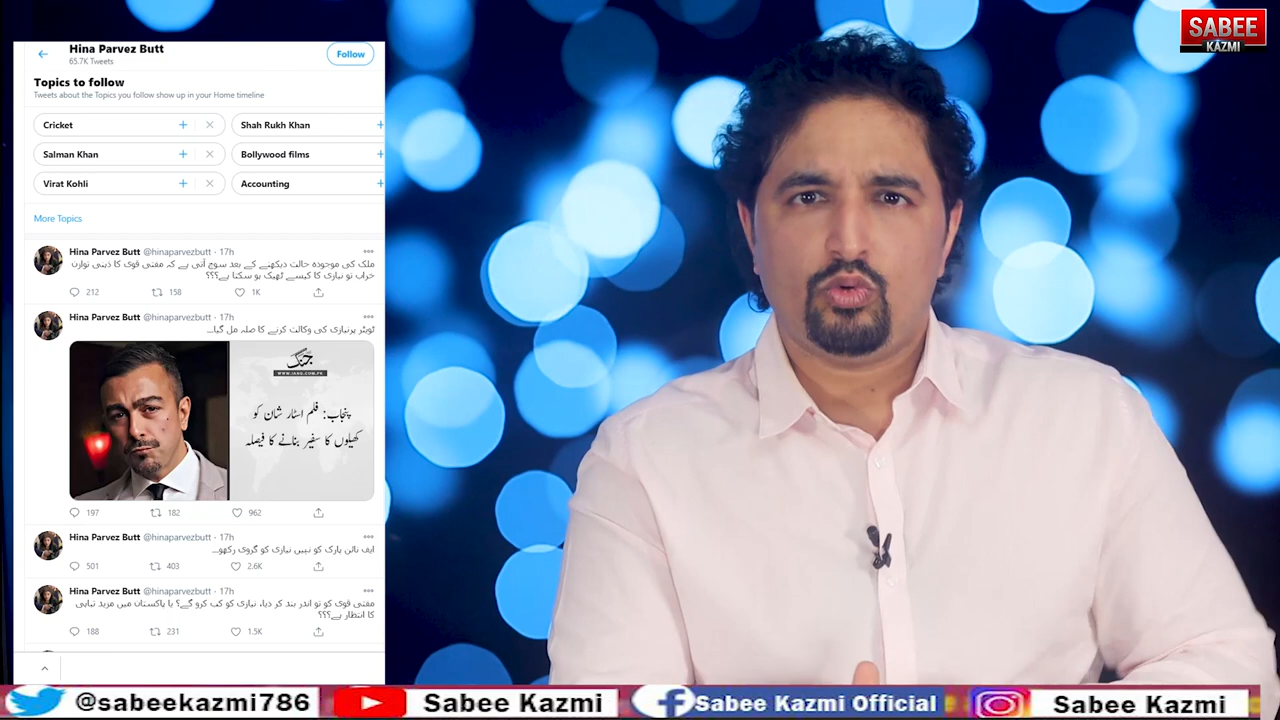 SABEE
KAZMI
Hina Parvez Butt
65.7K Tweets
Follow
Topics to follow
Tweets about the Topics you follow show up in your Home timeline
Cricket
Shah Rukh Khan
Salman Khan
Bollywood films
Virat Kohli
Accounting
More Topics
Hina Parvez Butt @hinaparvezbutt · 17h
ملک کی موجودہ حالت دیکھنے کے بعد سوچ آتی ہے کہ مفتی قوی کا ذہنی توازن
خراب تو نیازی کا کیسے ٹھیک ہو سکتا ہے؟؟؟
212 158 1K
Hina Parvez Butt @hinaparvezbutt · 17h
ٹویٹر پرنیازی کی وکالت کرنے کا صلہ مل گیا...
جنگ
WWW.JANG.COM.PK
پنجاب: فلم اسٹار شان کو
کھیلوں کا سفیر بنانے کا فیصلہ
197 182 962
Hina Parvez Butt @hinaparvezbutt · 17h
ایف نائن پارک کو نہیں نیازی کو گروی رکھو...
501 403 2.6K
Hina Parvez Butt @hinaparvezbutt · 17h
مفتی قوی کو تو اندر بند کر دیا، نیازی کو کب کرو گے؟ یا پاکستان میں مزید تباہی
کا انتظار ہے؟؟؟
188 231 1.5K
@sabeekazmi786
Sabee Kazmi
Sabee Kazmi Official
Sabee Kazmi